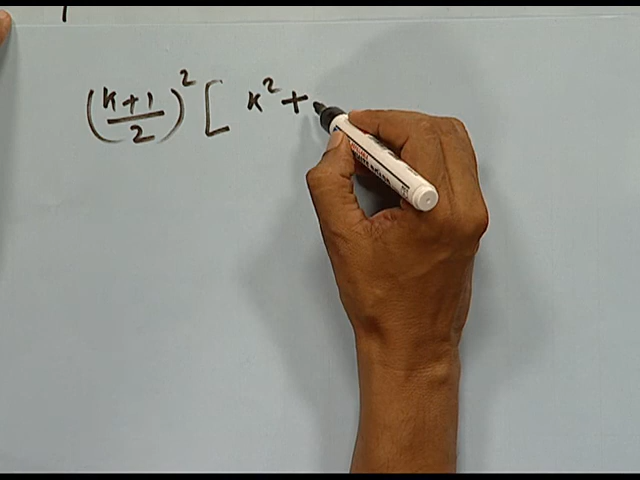 (k+1/2)² [ k² +